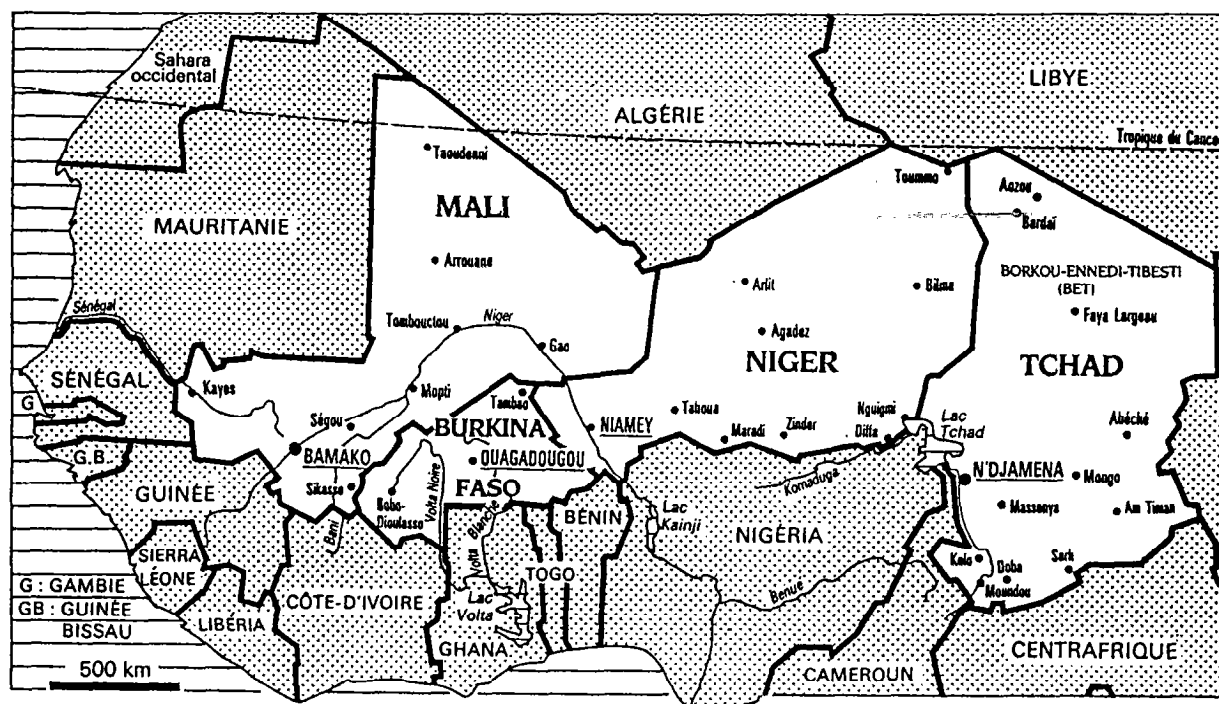 Sahara
occidental
LIBYE
ALGÉRIE
Tropique du Cance
Taoudenni
Toummo
Aozou
MALI
Bardaï
MAURITANIE
Arrouane
BORKOU-ENNEDI-TIBESTI
(BET)
Arlit
Bilma
Sénégal
Faya Largeau
Niger
Tombouctou
Agadez
Gao
NIGER
TCHAD
SÉNÉGAL
Kayes
Mopti
Tambao
G
Tahoua
Nguigmi
Lac
Tchad
Abéché
Ségou
BURKINA
NIAMEY
Maradi
Zinder
Diffa
G.B.
BAMAKO
OUAGADOUGOU
N'DJAMENA
Mongo
GUINÉE
Sikasso
FASO
Komaduga
Bobo-
Dioulasso
Volta Noire
Volta Blanche
BÉNIN
Lac
Kainji
Massenya
Am Timan
NIGÉRIA
Bani
SIERRA
LÉONE
TOGO
Kelo
Doba
Sarh
Moundou
G : GAMBIE
GB : GUINÉE
BISSAU
CÔTE-D'IVOIRE
Lac
Volta
Benue
LIBÉRIA
GHANA
CENTRAFRIQUE
CAMEROUN
500 km